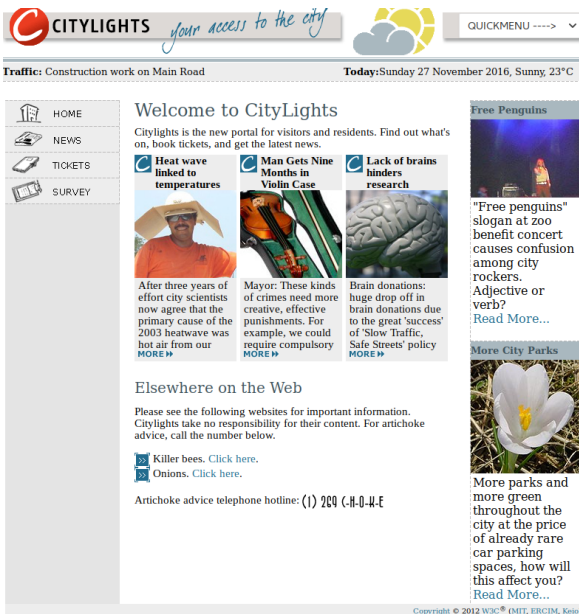 CITYLIGHTS
your access to the city
QUICKMENU ---->
Traffic: Construction work on Main Road
Today:Sunday 27 November 2016, Sunny, 23°C
HOME
NEWS
TICKETS
SURVEY
Welcome to CityLights
Citylights is the new portal for visitors and residents. Find out what's
on, book tickets, and get the latest news.
Heat wave
linked to
temperatures
After three years of
effort city scientists
now agree that the
primary cause of the
2003 heatwave was
hot air from our
MORE
Man Gets Nine
Months in
Violin Case
Mayor: These kinds
of crimes need more
creative, effective
punishments. For
example, we could
require compulsory
MORE
Lack of brains
hinders
research
Brain donations:
huge drop off in
brain donations due
to the great 'success'
of 'Slow Traffic,
Safe Streets' policy
MORE
Elsewhere on the Web
Please see the following websites for important information.
Citylights take no responsibility for their content. For artichoke
advice, call the number below.
Killer bees. Click here.
Onions. Click here.
Artichoke advice telephone hotline: (1) 269 C-H-O-K-E
Free Penguins
"Free penguins"
slogan at zoo
benefit concert
causes confusion
among city
rockers.
Adjective or
verb?
Read More...
More City Parks
More parks and
more green
throughout the
city at the price
of already rare
car parking
spaces, how will
this affect you?
Read More...
Copyright © 2012 W3C® (MIT, ERCIM, Keio